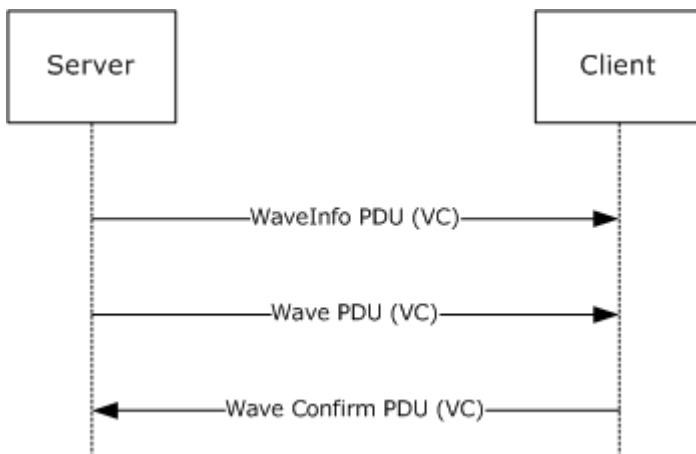 Server
Client
WaveInfo PDU (VC)
Wave PDU (VC)
Wave Confirm PDU (VC)